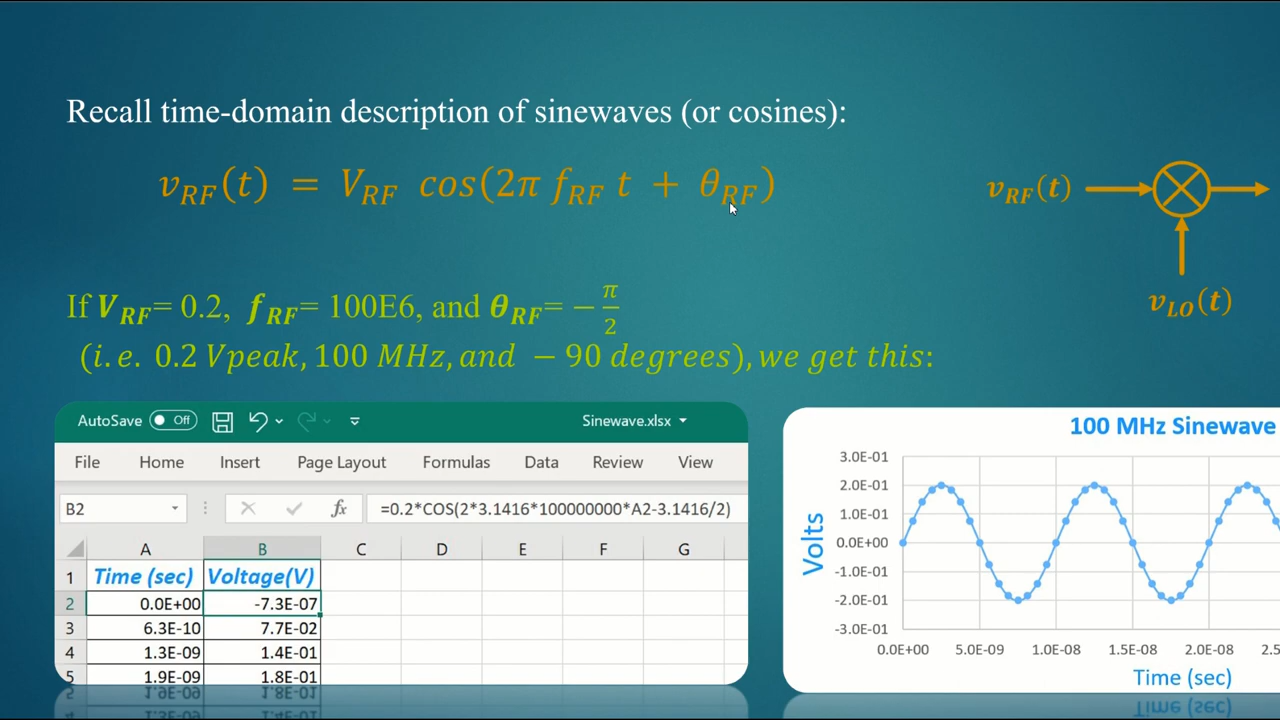 Recall time-domain description of sinewaves (or cosines):
v_RF(t) = V_RF cos(2π f_RF t + θ_RF)
v_RF(t)
v_LO(t)
If V_RF= 0.2, f_RF= 100E6, and θ_RF= − π/2
(i.e. 0.2 Vpeak, 100 MHz, and − 90 degrees), we get this:
AutoSave Off Sinewave.xlsx
File Home Insert Page Layout Formulas Data Review View
B2 fx =0.2*COS(2*3.1416*100000000*A2-3.1416/2)
A B C D E F G
1 Time (sec) Voltage(V)
2 0.0E+00 -7.3E-07
3 6.3E-10 7.7E-02
4 1.3E-09 1.4E-01
5 1.9E-09 1.8E-01
100 MHz Sinewave
3.0E-01
2.0E-01
1.0E-01
0.0E+00
-1.0E-01
-2.0E-01
-3.0E-01
Volts
0.0E+00 5.0E-09 1.0E-08 1.5E-08 2.0E-08 2.5
Time (sec)